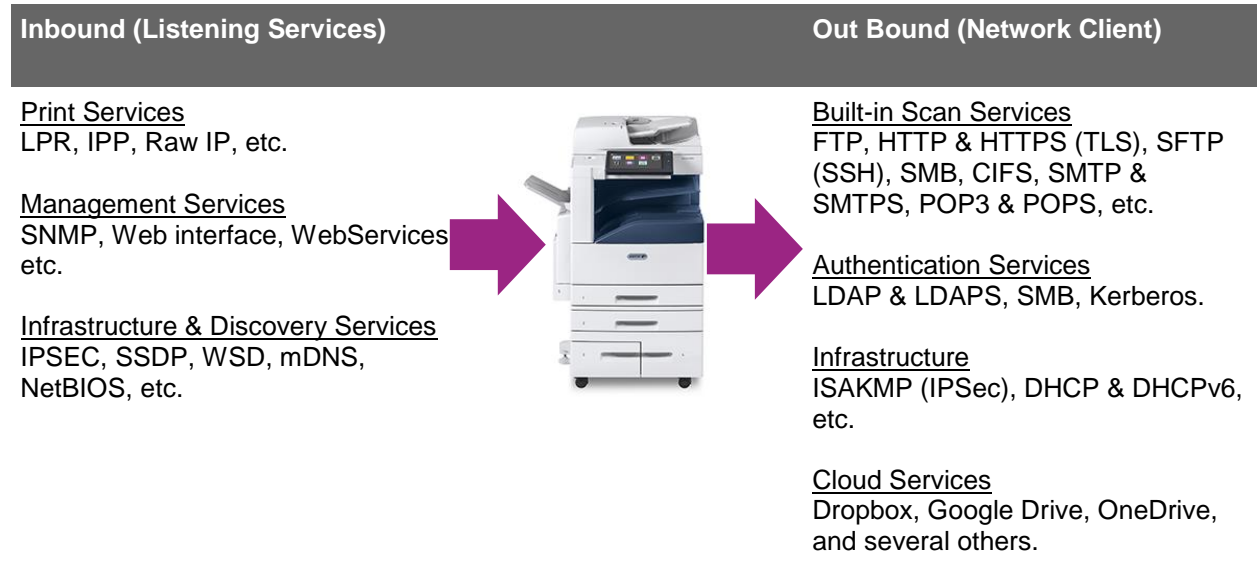 Inbound (Listening Services)
Out Bound (Network Client)
Print Services
LPR, IPP, Raw IP, etc.
Management Services
SNMP, Web interface, WebServices
etc.
Infrastructure & Discovery Services
IPSEC, SSDP, WSD, mDNS,
NetBIOS, etc.
Built-in Scan Services
FTP, HTTP & HTTPS (TLS), SFTP
(SSH), SMB, CIFS, SMTP &
SMTPS, POP3 & POPS, etc.
Authentication Services
LDAP & LDAPS, SMB, Kerberos.
Infrastructure
ISAKMP (IPSec), DHCP & DHCPv6,
etc.
Cloud Services
Dropbox, Google Drive, OneDrive,
and several others.